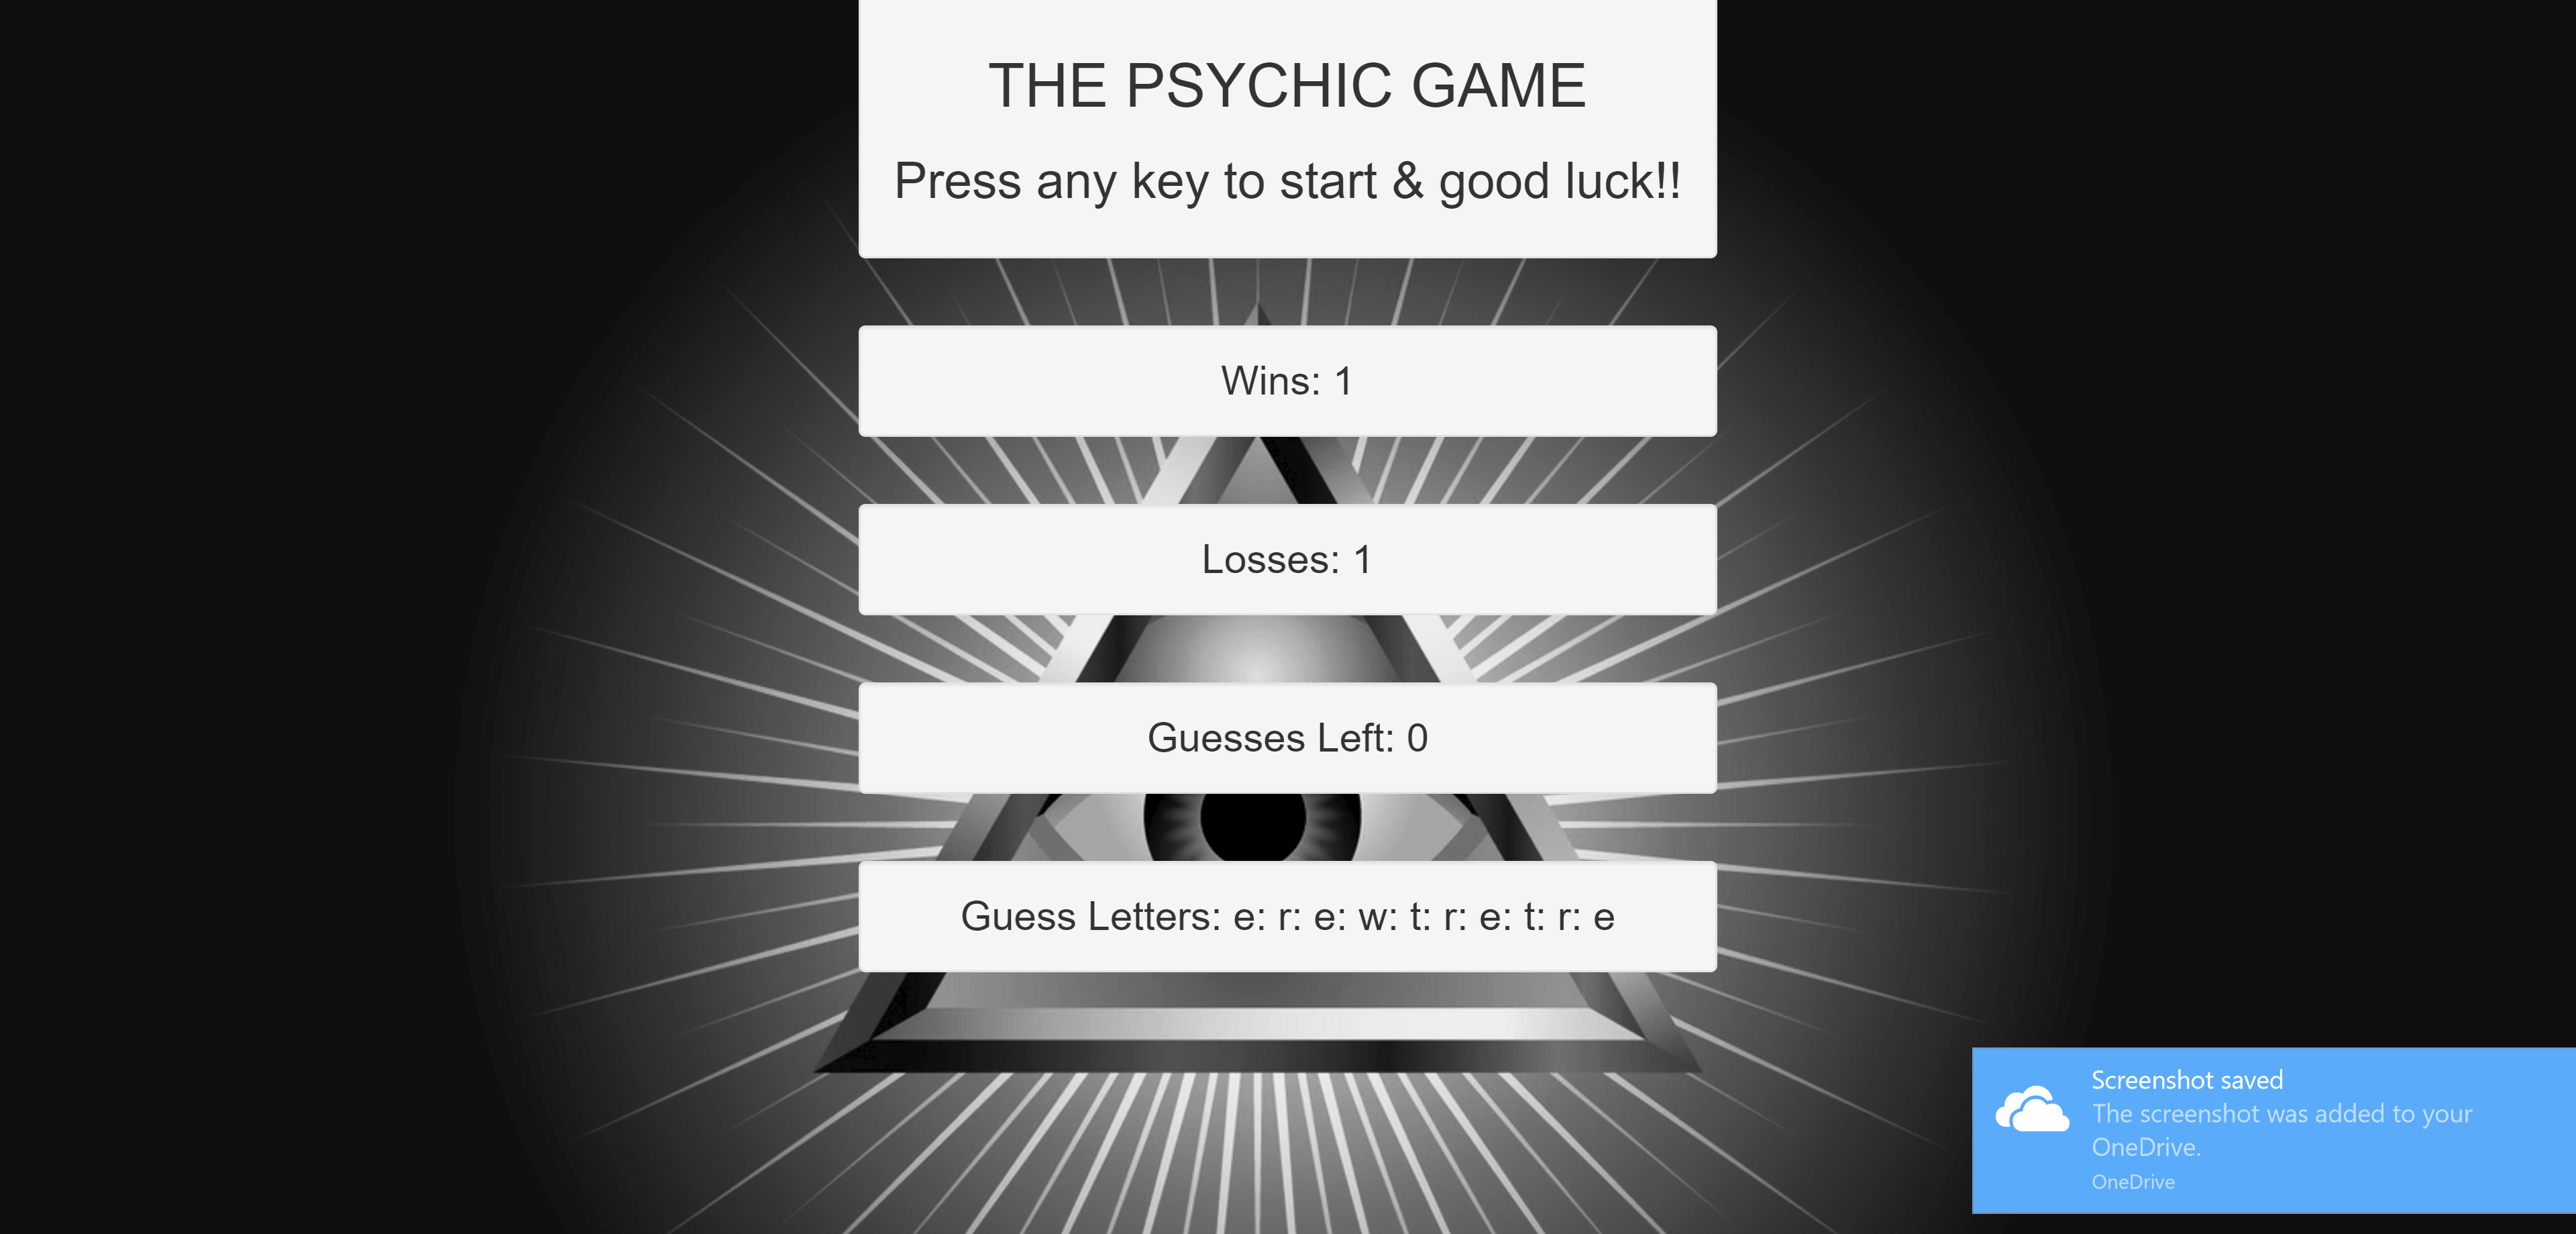 THE PSYCHIC GAME
Press any key to start & good luck!!
Wins: 1
Losses: 1
Guesses Left: 0
Guess Letters: e: r: e: w: t: r: e: t: r: e
Screenshot saved
The screenshot was added to your
OneDrive.
OneDrive